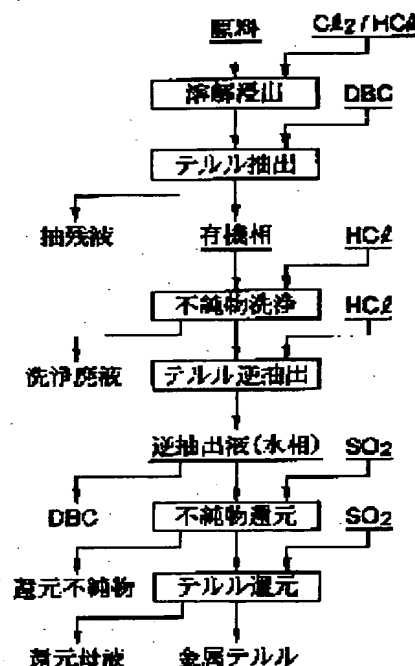 原料 Cl2/HCl
溶解浸出 DBC
テルル抽出
抽残液 有機相 HCl
不純物洗浄 HCl
洗浄廃液 テルル逆抽出
逆抽出液(水相) SO2
DBC 不純物還元 SO2
還元不純物 テルル還元
還元母液 金属テルル